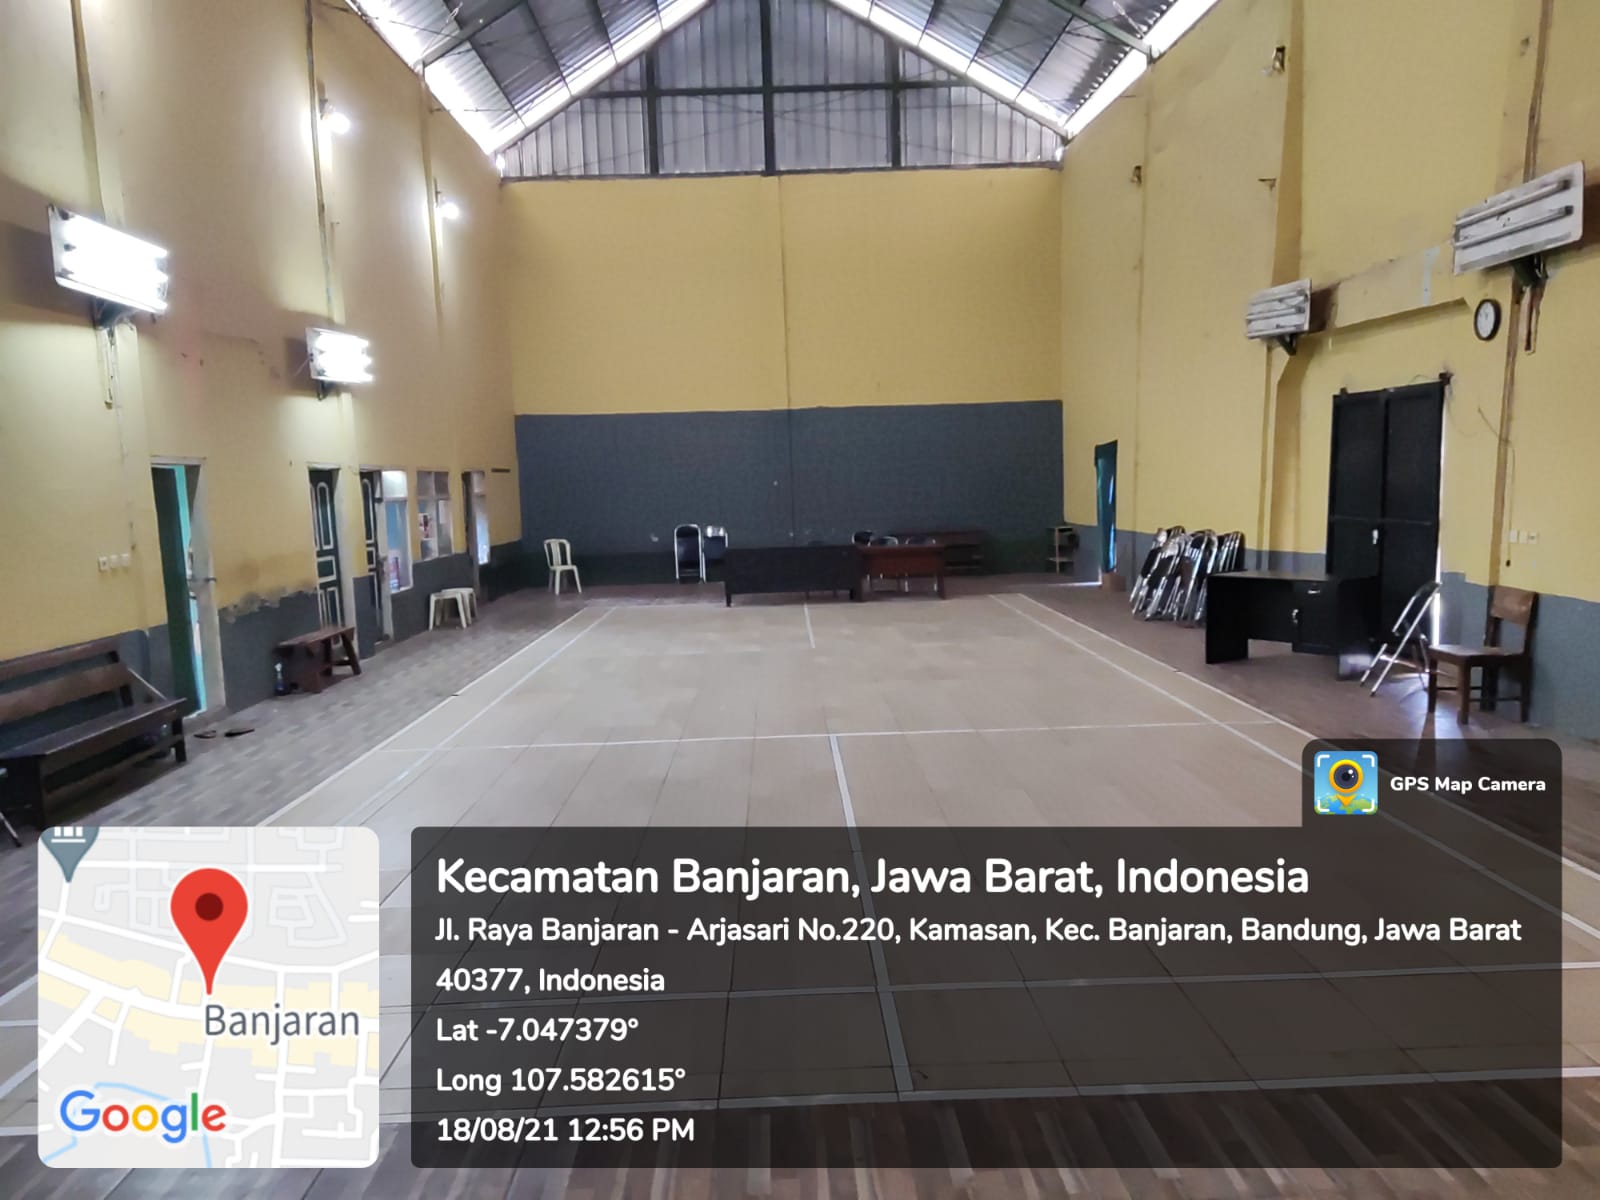 GPS Map Camera
Kecamatan Banjaran, Jawa Barat, Indonesia
Jl. Raya Banjaran - Arjasari No.220, Kamasan, Kec. Banjaran, Bandung, Jawa Barat
40377, Indonesia
Lat -7.047379°
Long 107.582615°
18/08/21 12:56 PM
Banjaran
Google